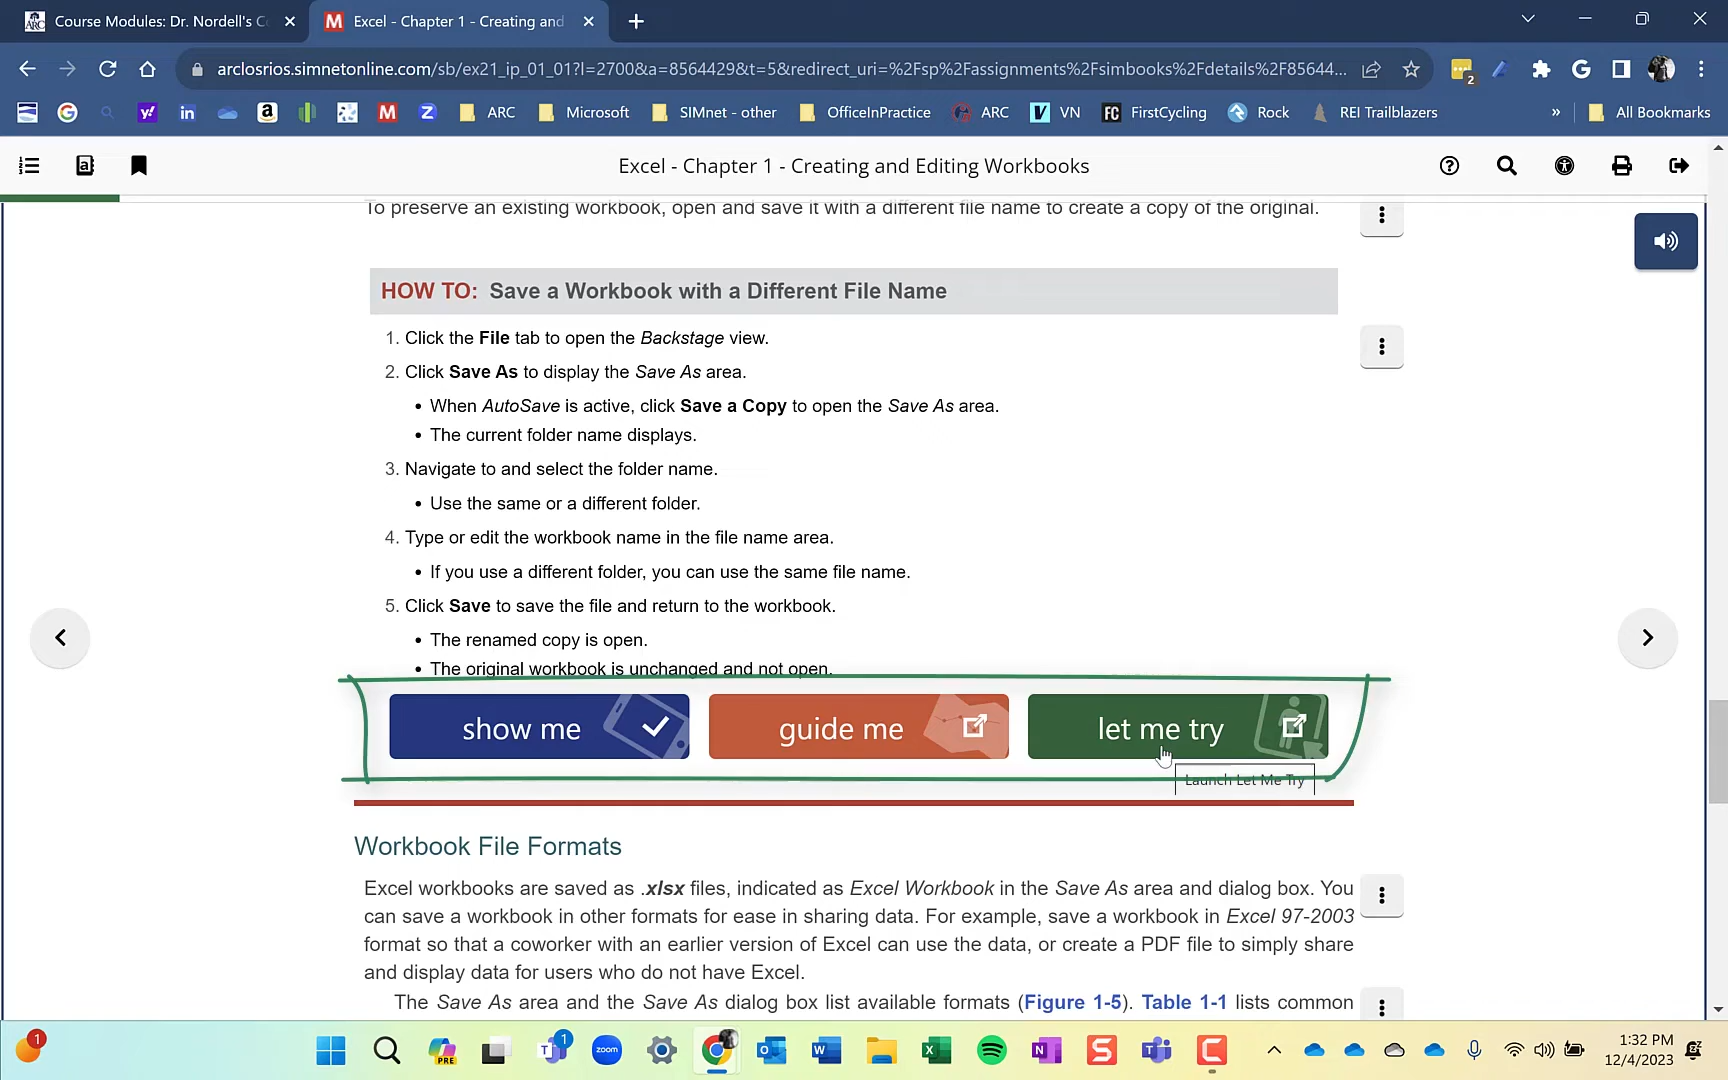 Course Modules: Dr. Nordell's C
Excel - Chapter 1 - Creating and
arclosrios.simnetonline.com/sb/ex21_ip_01_01?l=2700&a=8564429&t=5&redirect_uri=%2Fsp%2Fassignments%2Fsimbooks%2Fdetails%2F85644...
2
ARC
Microsoft
SIMnet - other
OfficeInPractice
ARC
VN
FC
FirstCycling
Rock
REI Trailblazers
»
All Bookmarks
Excel - Chapter 1 - Creating and Editing Workbooks
To preserve an existing workbook, open and save it with a different file name to create a copy of the original.
HOW TO: Save a Workbook with a Different File Name
1. Click the File tab to open the Backstage view.
2. Click Save As to display the Save As area.
• When AutoSave is active, click Save a Copy to open the Save As area.
• The current folder name displays.
3. Navigate to and select the folder name.
• Use the same or a different folder.
4. Type or edit the workbook name in the file name area.
• If you use a different folder, you can use the same file name.
5. Click Save to save the file and return to the workbook.
• The renamed copy is open.
• The original workbook is unchanged and not open.
show me
guide me
let me try
Launch Let Me Try
Workbook File Formats
Excel workbooks are saved as .xlsx files, indicated as Excel Workbook in the Save As area and dialog box. You
can save a workbook in other formats for ease in sharing data. For example, save a workbook in Excel 97-2003
format so that a coworker with an earlier version of Excel can use the data, or create a PDF file to simply share
and display data for users who do not have Excel.
The Save As area and the Save As dialog box list available formats (Figure 1-5). Table 1-1 lists common
1
PRE
1
zoom
1:32 PM
12/4/2023